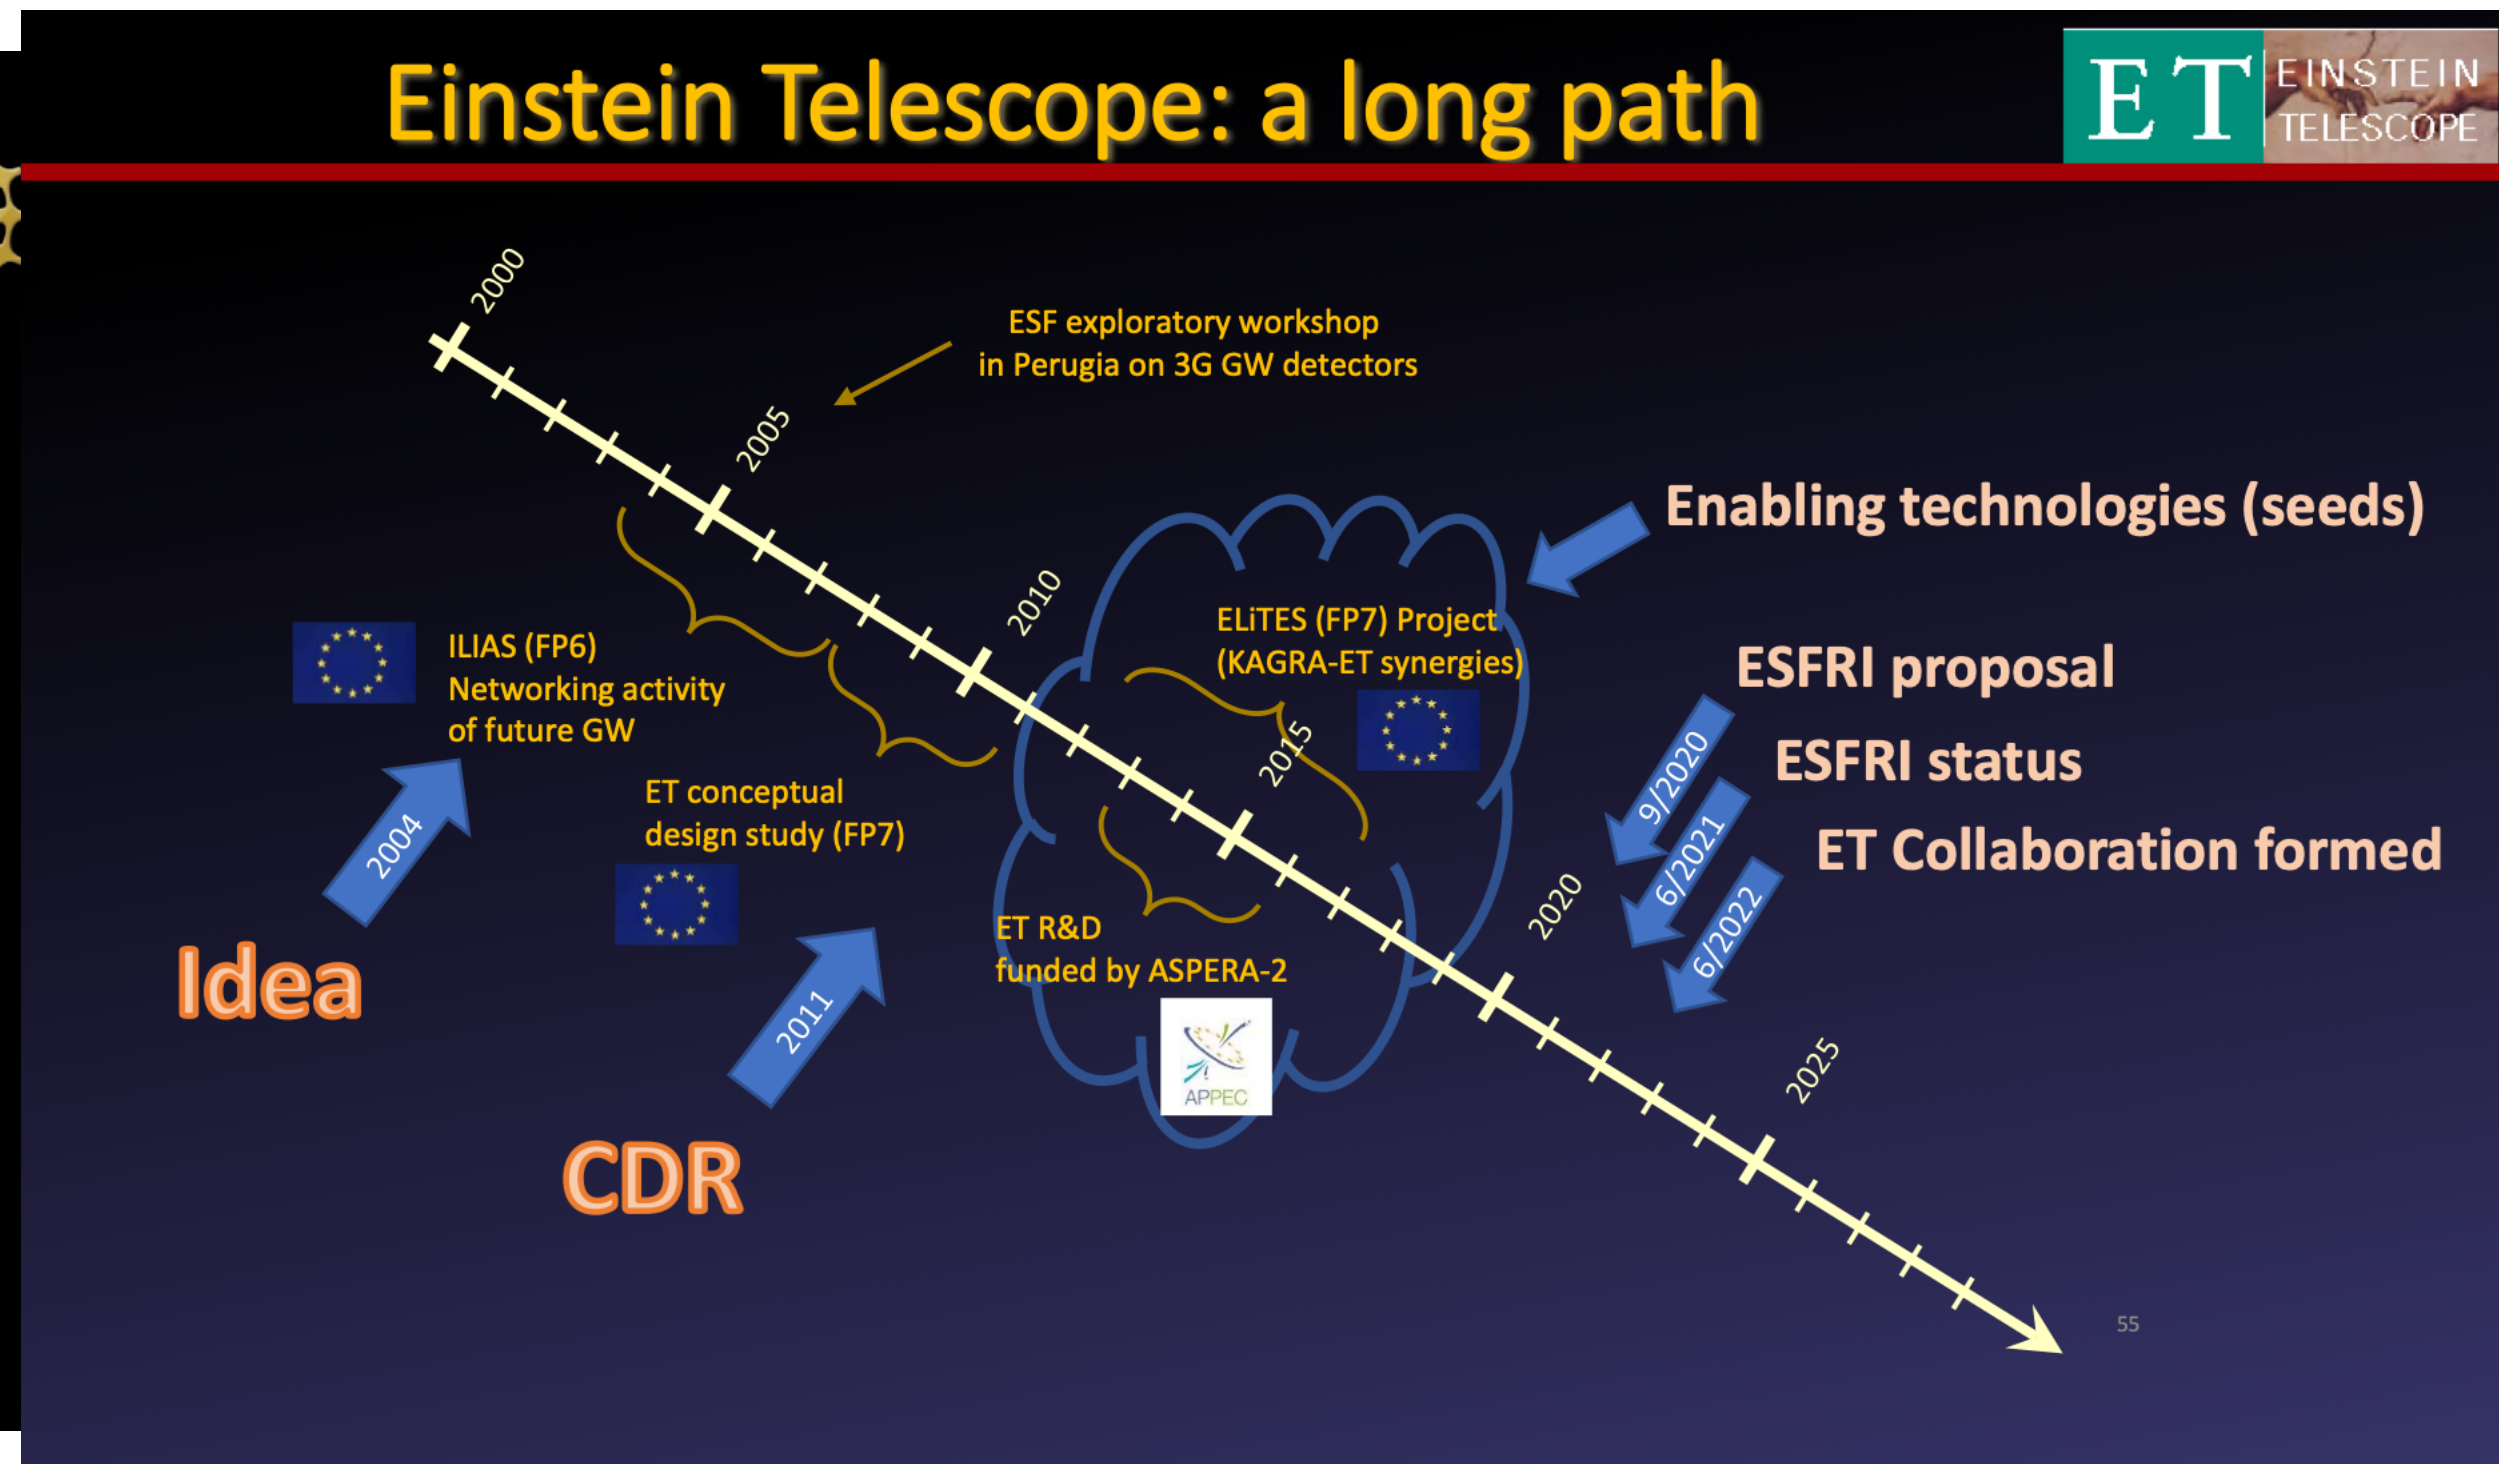 Einstein Telescope: a long path
ET
EINSTEIN
TELESCOPE
2000
ESF exploratory workshop
in Perugia on 3G GW detectors
2005
Enabling technologies (seeds)
2010
ELiTES (FP7) Project
(KAGRA-ET synergies)
ILIAS (FP6)
Networking activity
of future GW
ESFRI proposal
9/2020
ESFRI status
6/2021
ET Collaboration formed
6/2022
2015
2004
Idea
ET conceptual
design study (FP7)
2011
CDR
ET R&D
funded by ASPERA-2
APPEC
2020
2025
55